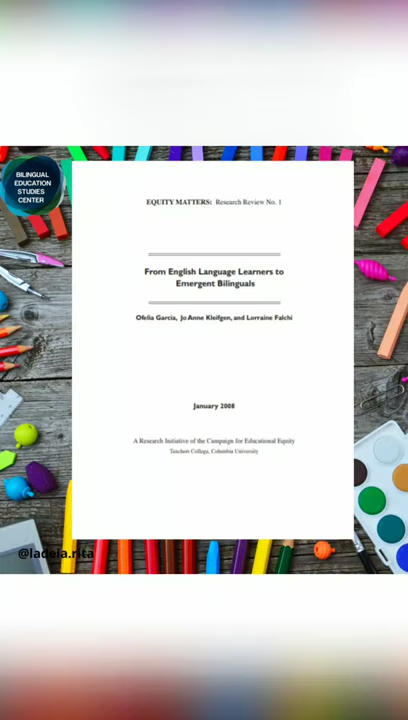 BILINGUAL
EDUCATION
STUDIES
CENTER
EQUITY MATTERS: Research Review No. 1
From English Language Learners to
Emergent Bilinguals
Ofelia García, Jo Anne Kleifgen, and Lorraine Falchi
January 2008
A Research Initiative of the Campaign for Educational Equity
Teachers College, Columbia University
@ladela.rita